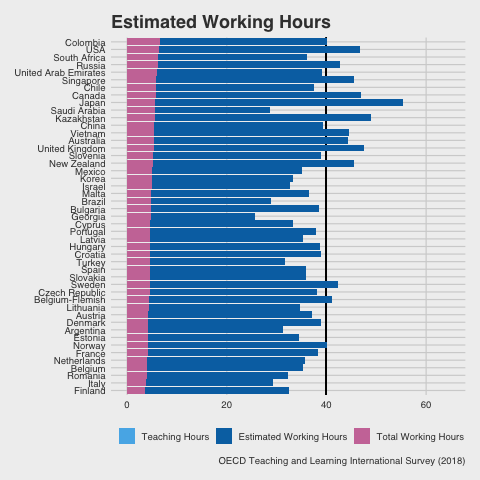 Estimated Working Hours
Colombia
USA
South Africa
Russia
United Arab Emirates
Singapore
Chile
Canada
Japan
Saudi Arabia
Kazakhstan
China
Vietnam
Australia
United Kingdom
Slovenia
New Zealand
Mexico
Korea
Israel
Malta
Brazil
Bulgaria
Georgia
Cyprus
Portugal
Latvia
Hungary
Croatia
Turkey
Spain
Slovakia
Sweden
Czech Republic
Belgium-Flemish
Lithuania
Austria
Denmark
Argentina
Estonia
Norway
France
Netherlands
Belgium
Romania
Italy
Finland
0 20 40 60
Teaching Hours Estimated Working Hours Total Working Hours
OECD Teaching and Learning International Survey (2018)